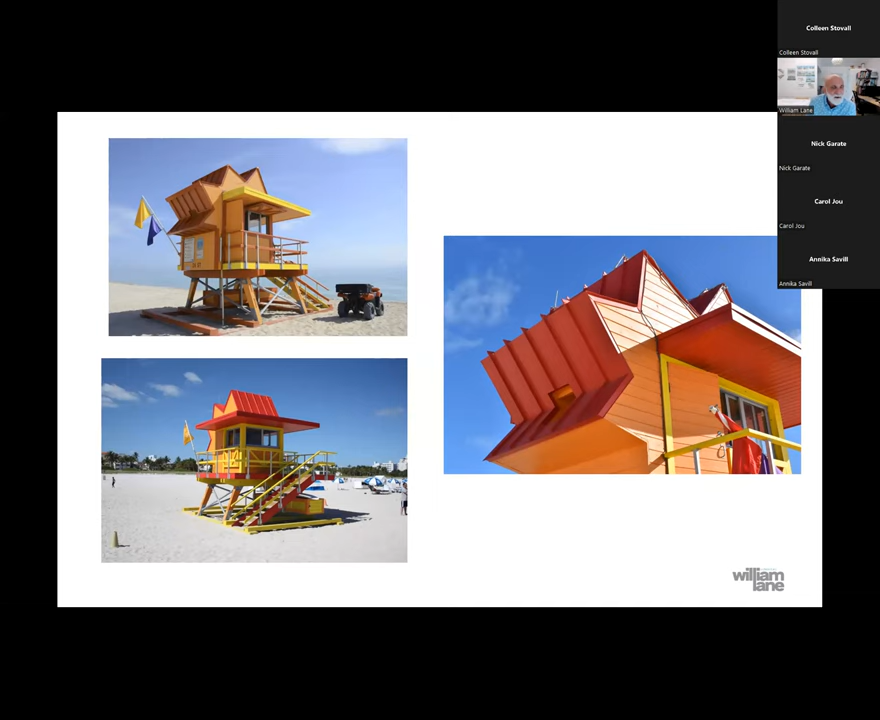 Colleen Stovall
Colleen Stovall
William Lane
Nick Garate
Nick Garate
Carol Jou
Carol Jou
Annika Savill
Annika Savill
william
lane